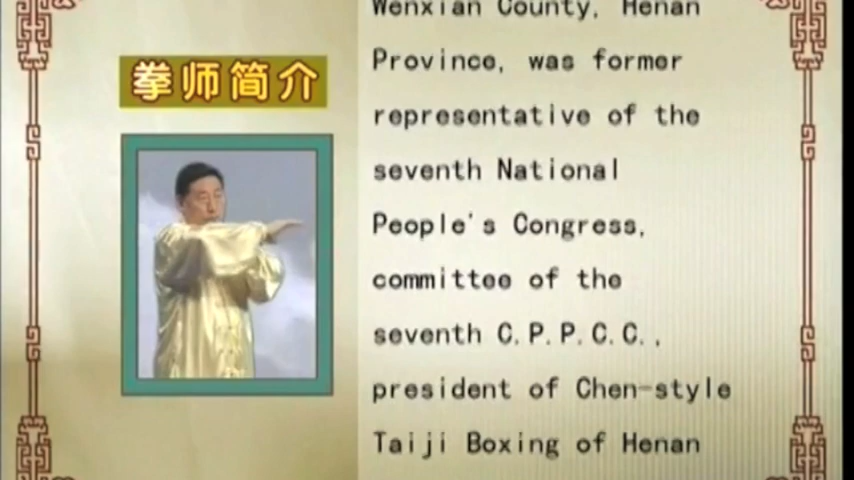 拳师简介
Wenxian County, Henan
Province, was former
representative of the
seventh National
People's Congress,
committee of the
seventh C.P.P.C.C.,
president of Chen-style
Taiji Boxing of Henan